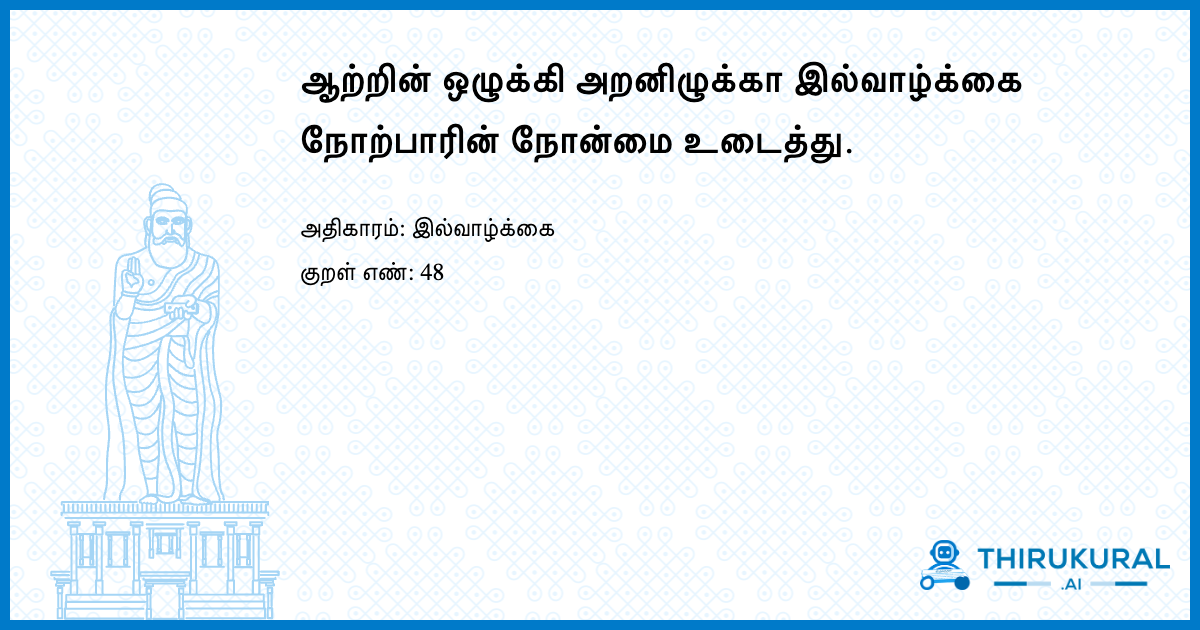 ஆற்றின் ஒழுக்கி அறனிழுக்கா இல்வாழ்க்கை
நோற்பாரின் நோன்மை உடைத்து.
அதிகாரம்: இல்வாழ்க்கை
குறள் எண்: 48
THIRUKURAL
.AI